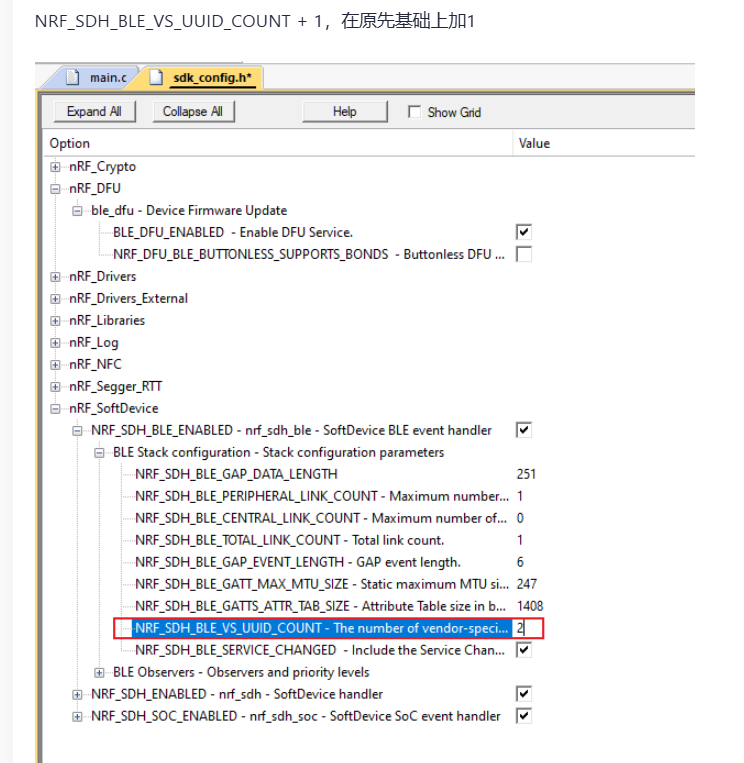 NRF_SDH_BLE_VS_UUID_COUNT + 1，在原先基础上加1
main.c sdk_config.h*
Expand All Collapse All Help Show Grid
Option Value
nRF_Crypto
nRF_DFU
ble_dfu - Device Firmware Update
BLE_DFU_ENABLED - Enable DFU Service.
NRF_DFU_BLE_BUTTONLESS_SUPPORTS_BONDS - Buttonless DFU ...
nRF_Drivers
nRF_Drivers_External
nRF_Libraries
nRF_Log
nRF_NFC
nRF_Segger_RTT
nRF_SoftDevice
NRF_SDH_BLE_ENABLED - nrf_sdh_ble - SoftDevice BLE event handler
BLE Stack configuration - Stack configuration parameters
NRF_SDH_BLE_GAP_DATA_LENGTH 251
NRF_SDH_BLE_PERIPHERAL_LINK_COUNT - Maximum number... 1
NRF_SDH_BLE_CENTRAL_LINK_COUNT - Maximum number of... 0
NRF_SDH_BLE_TOTAL_LINK_COUNT - Total link count. 1
NRF_SDH_BLE_GAP_EVENT_LENGTH - GAP event length. 6
NRF_SDH_BLE_GATT_MAX_MTU_SIZE - Static maximum MTU si... 247
NRF_SDH_BLE_GATTS_ATTR_TAB_SIZE - Attribute Table size in b... 1408
NRF_SDH_BLE_VS_UUID_COUNT - The number of vendor-speci... 2
NRF_SDH_BLE_SERVICE_CHANGED - Include the Service Chan...
BLE Observers - Observers and priority levels
NRF_SDH_ENABLED - nrf_sdh - SoftDevice handler
NRF_SDH_SOC_ENABLED - nrf_sdh_soc - SoftDevice SoC event handler